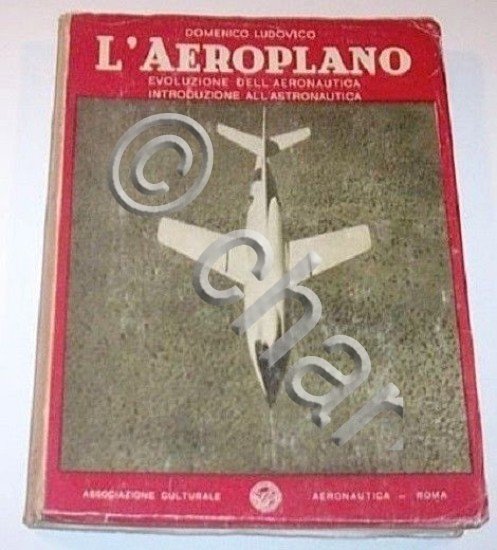 DOMENICO LUDOVICO
L'AEROPLANO
EVOLUZIONE DELL'AERONAUTICA
INTRODUZIONE ALL'ASTRONAUTICA
© char
ASSOCIAZIONE CULTURALE AERONAUTICA - ROMA